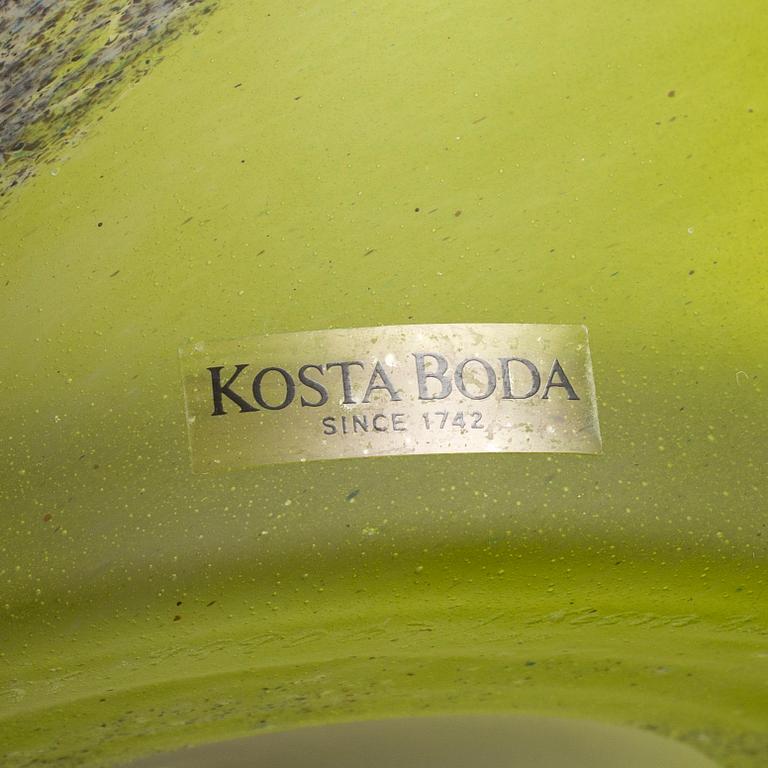 KOSTA BODA
SINCE 1742